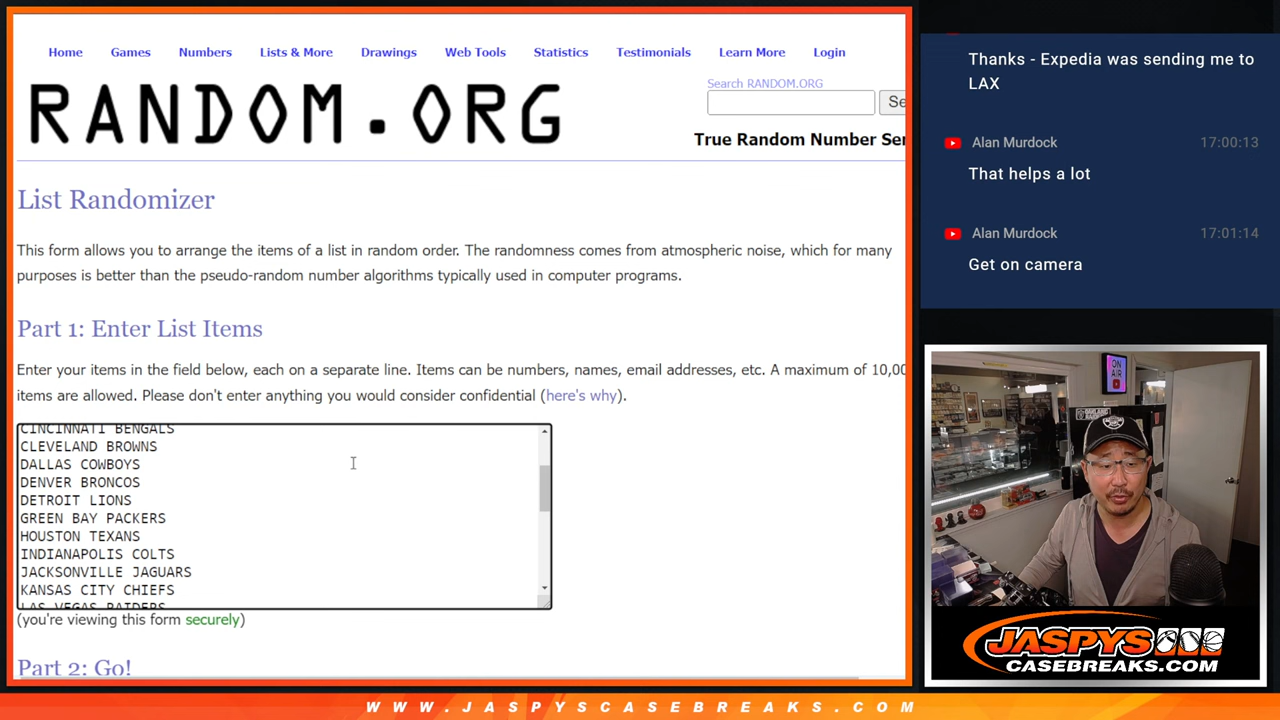 Home Games Numbers Lists & More Drawings Web Tools Statistics Testimonials Learn More Login
RANDOM.ORG
Search RANDOM.ORG
Se
True Random Number Ser
List Randomizer
This form allows you to arrange the items of a list in random order. The randomness comes from atmospheric noise, which for many
purposes is better than the pseudo-random number algorithms typically used in computer programs.
Part 1: Enter List Items
Enter your items in the field below, each on a separate line. Items can be numbers, names, email addresses, etc. A maximum of 10,00
items are allowed. Please don't enter anything you would consider confidential (here's why).
CINCINNATI BENGALS
CLEVELAND BROWNS
DALLAS COWBOYS
DENVER BRONCOS
DETROIT LIONS
GREEN BAY PACKERS
HOUSTON TEXANS
INDIANAPOLIS COLTS
JACKSONVILLE JAGUARS
KANSAS CITY CHIEFS
LAS VEGAS RAIDERS
(you're viewing this form securely)
Part 2: Go!
Thanks - Expedia was sending me to
LAX
Alan Murdock 17:00:13
That helps a lot
Alan Murdock 17:01:14
Get on camera
ON
AIR
JASPYS
CASEBREAKS.COM
WWW.JASPYSCASEBREAKS.COM